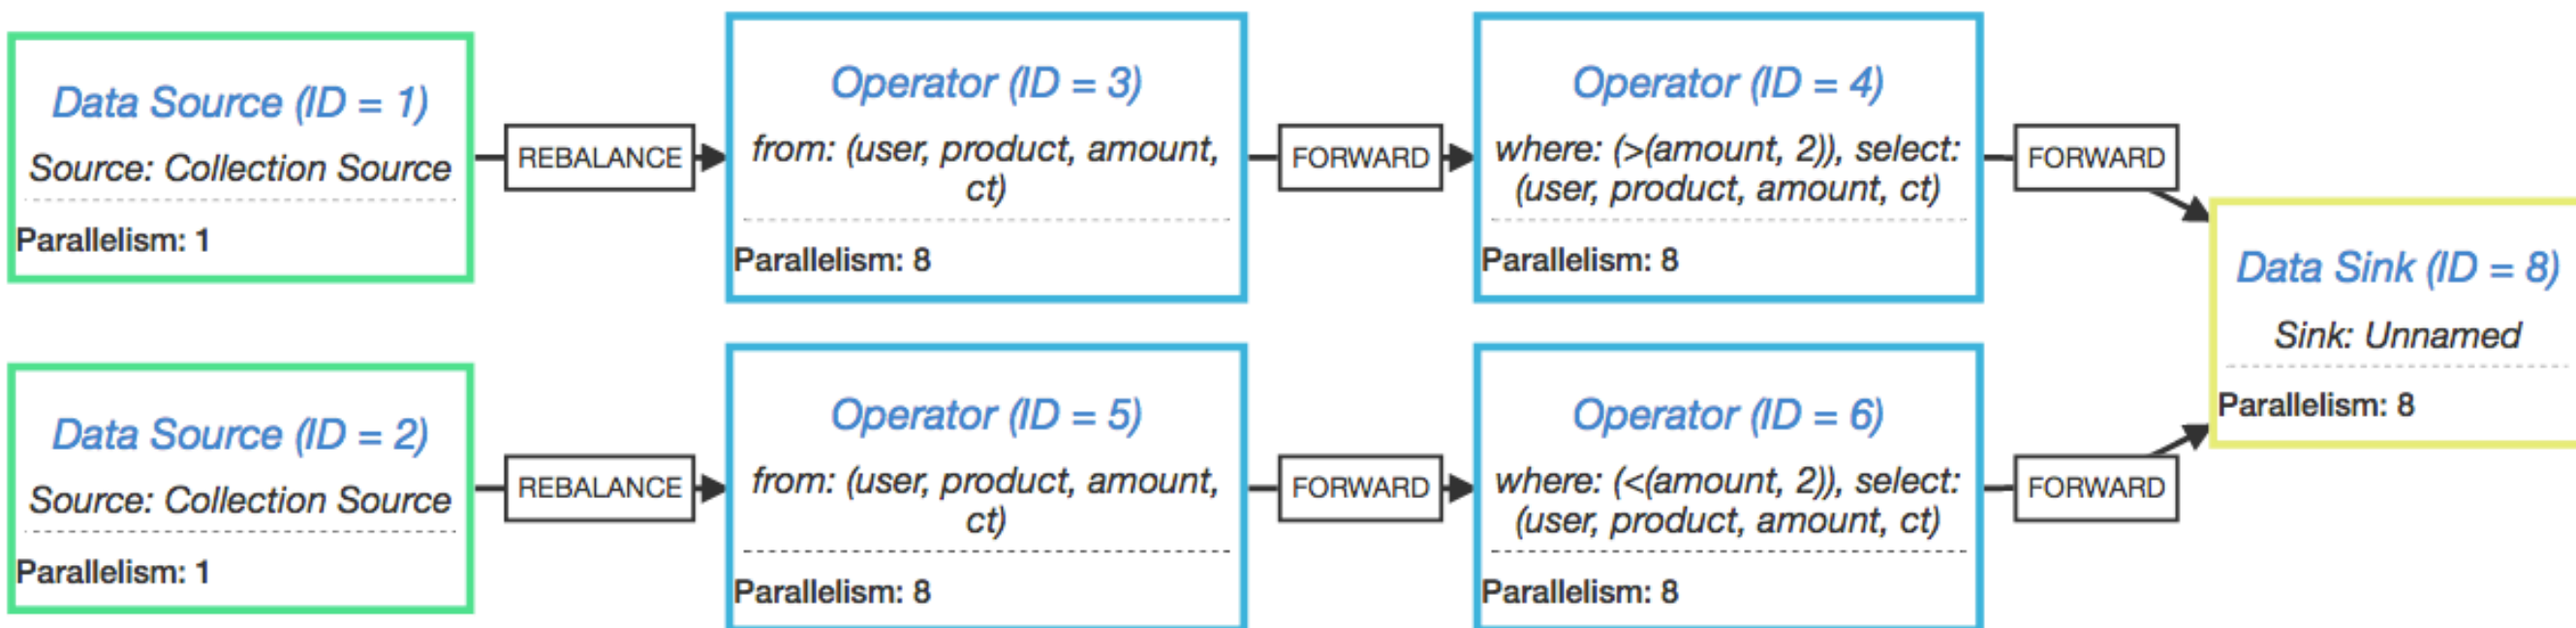 Data Source (ID = 1)
Source: Collection Source
Parallelism: 1
REBALANCE
Operator (ID = 3)
from: (user, product, amount,
ct)
Parallelism: 8
FORWARD
Operator (ID = 4)
where: (>(amount, 2)), select:
(user, product, amount, ct)
Parallelism: 8
FORWARD
Data Sink (ID = 8)
Sink: Unnamed
Parallelism: 8
Data Source (ID = 2)
Source: Collection Source
Parallelism: 1
REBALANCE
Operator (ID = 5)
from: (user, product, amount,
ct)
Parallelism: 8
FORWARD
Operator (ID = 6)
where: (<(amount, 2)), select:
(user, product, amount, ct)
Parallelism: 8
FORWARD